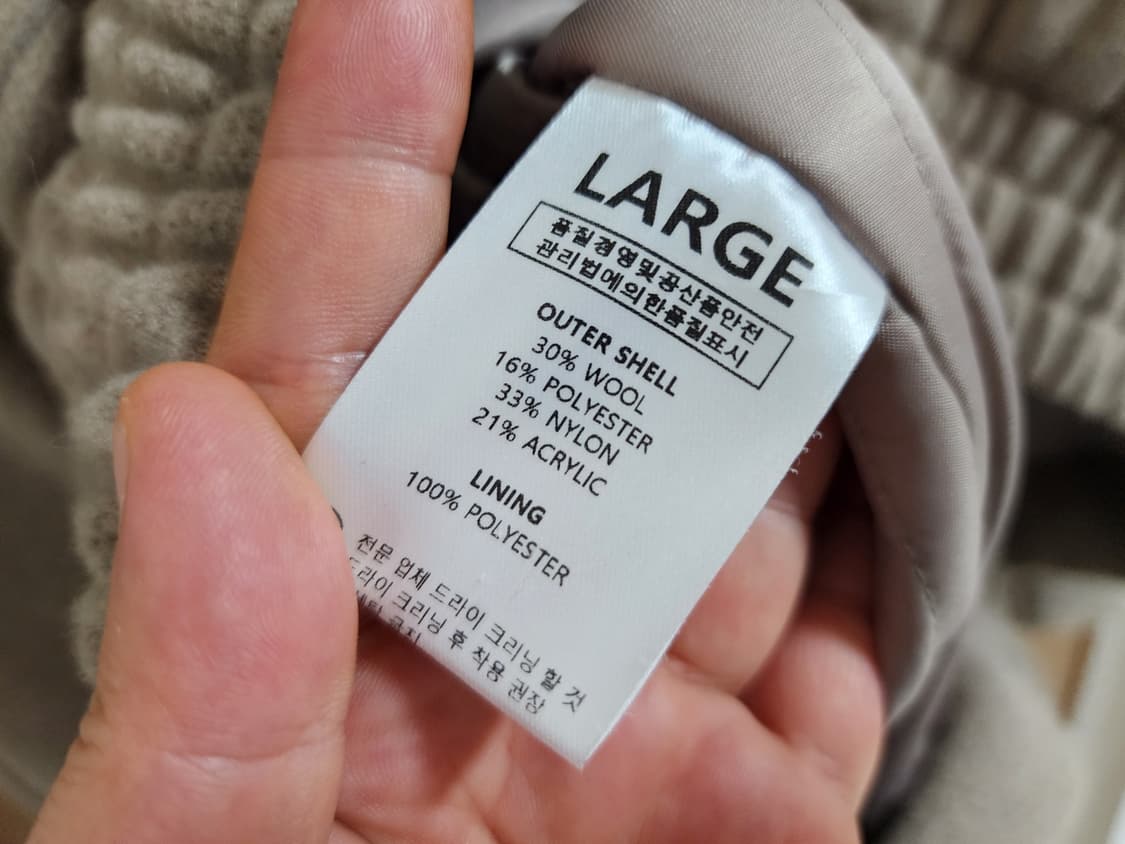 LARGE
품질경영및공산품안전
관리법에의한품질표시
OUTER SHELL
30% WOOL
16% POLYESTER
33% NYLON
21% ACRYLIC
LINING
100% POLYESTER
전문 업체 드라이 크리닝 할 것
드라이 크리닝 후 착용 권장
금지